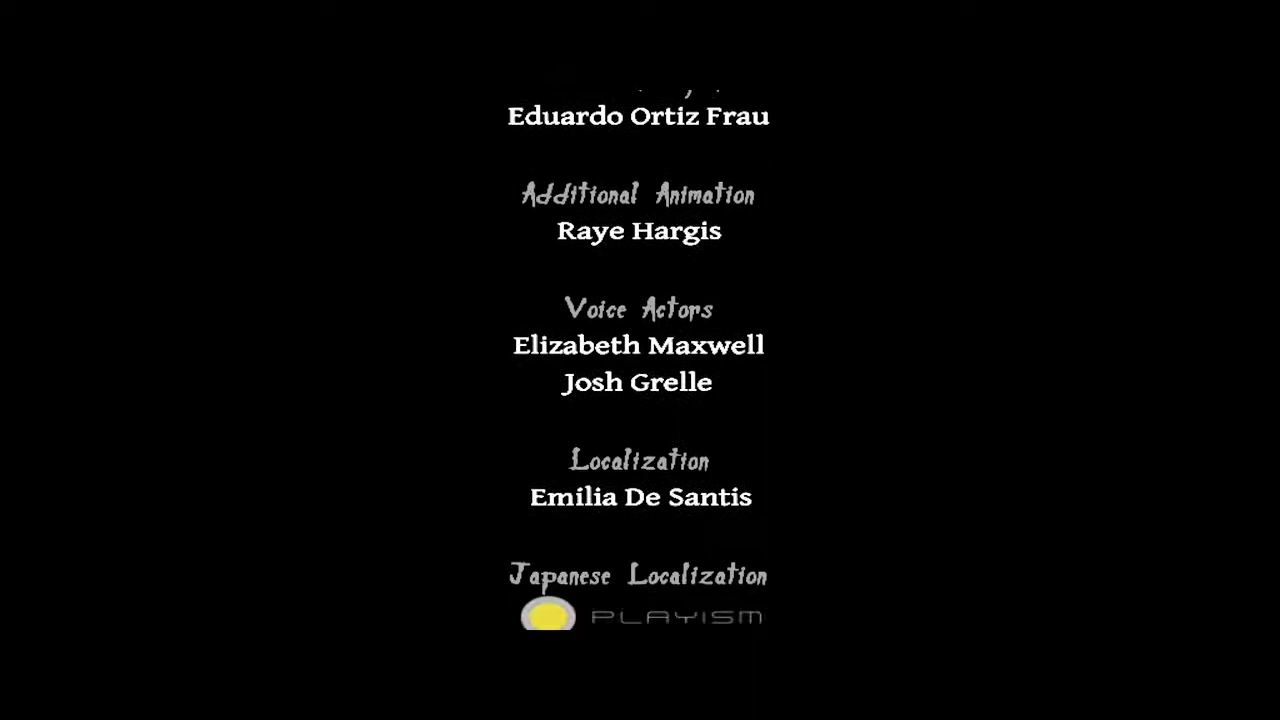 Eduardo Ortiz Frau
Additional Animation
Raye Hargis
Voice Actors
Elizabeth Maxwell
Josh Grelle
Localization
Emilia De Santis
Japanese Localization
PLAYISM